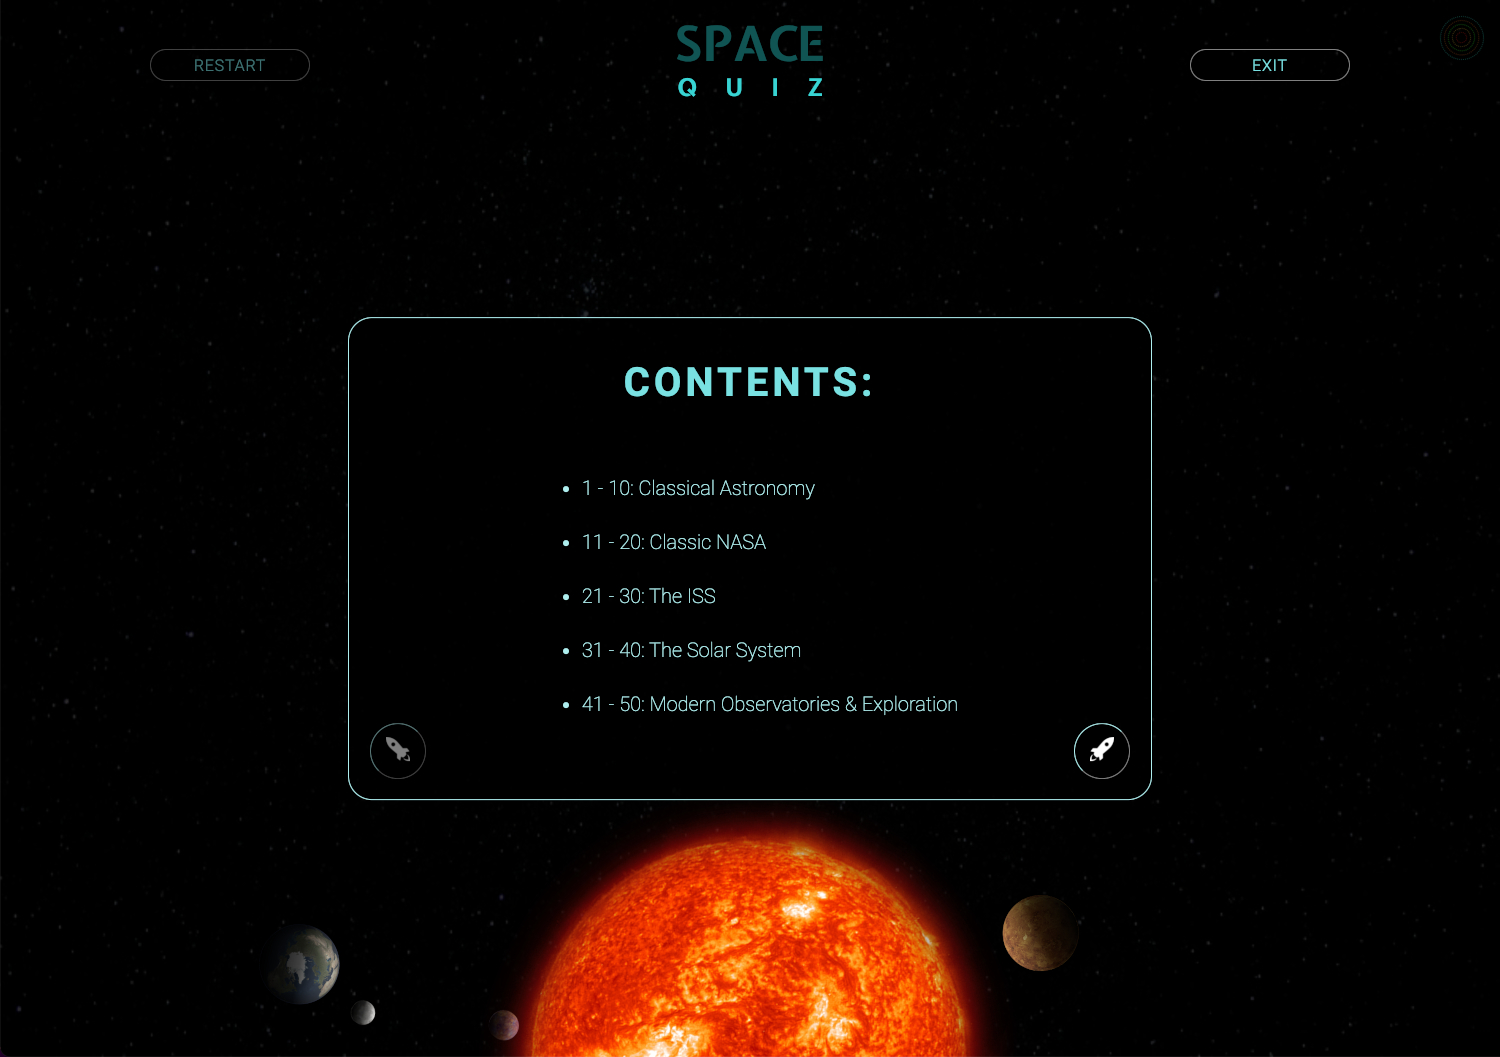 SPACE
QUIZ
RESTART
EXIT
CONTENTS:
1 - 10: Classical Astronomy
11 - 20: Classic NASA
21 - 30: The ISS
31 - 40: The Solar System
41 - 50: Modern Observatories & Exploration